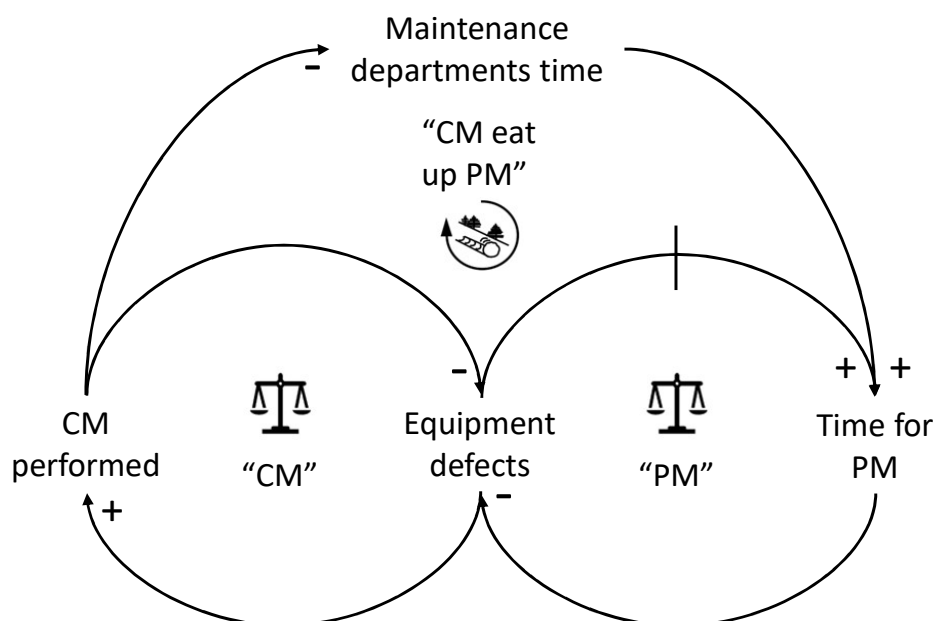 Maintenance
departments time
-
“CM eat
up PM”
-
+ +
CM
performed
“CM”
Equipment
defects
“PM”
Time for
PM
+
-